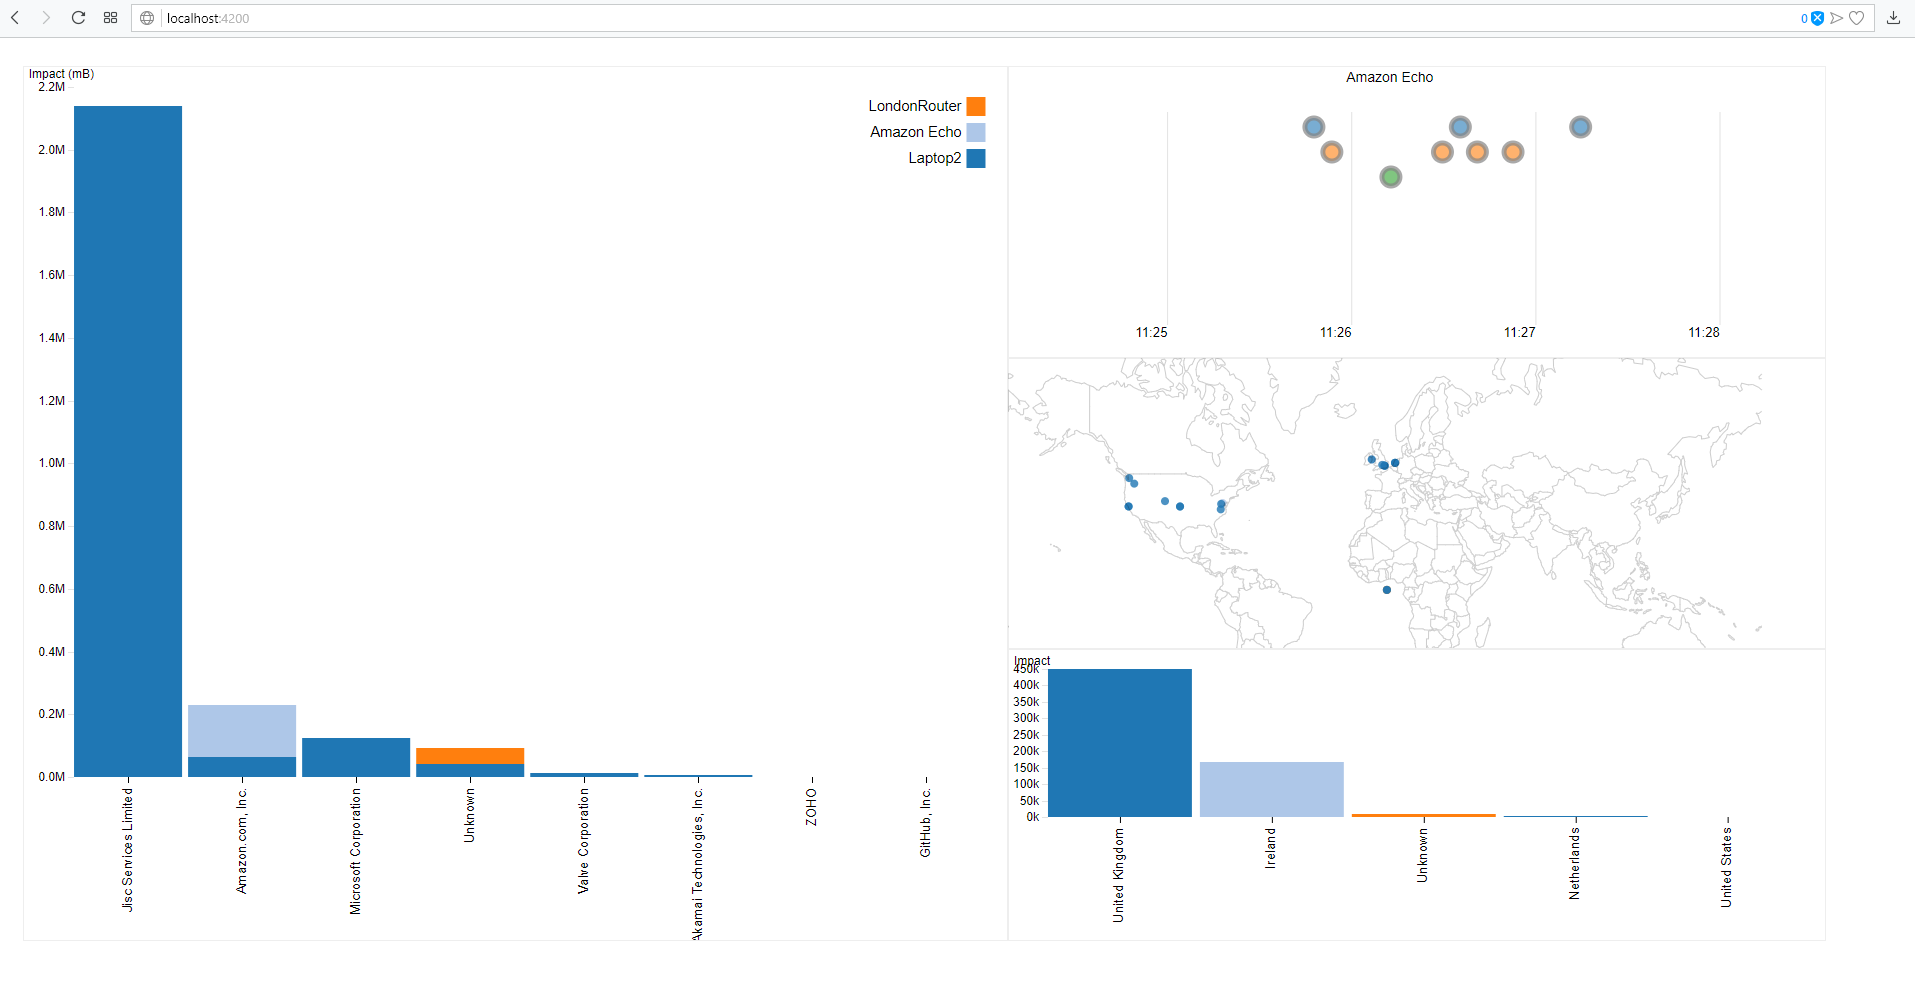 localhost:4200
0
Impact (mB)
2.2M
2.0M
1.8M
1.6M
1.4M
1.2M
1.0M
0.8M
0.6M
0.4M
0.2M
0.0M
LondonRouter
Amazon Echo
Laptop2
Jisc Services Limited
Amazon.com, Inc.
Microsoft Corporation
Unknown
Valve Corporation
Akamai Technologies, Inc.
ZOHO
GitHub, Inc.
Amazon Echo
11:25
11:26
11:27
11:28
Impact
450k
400k
350k
300k
250k
200k
150k
100k
50k
0k
United Kingdom
Ireland
Unknown
Netherlands
United States